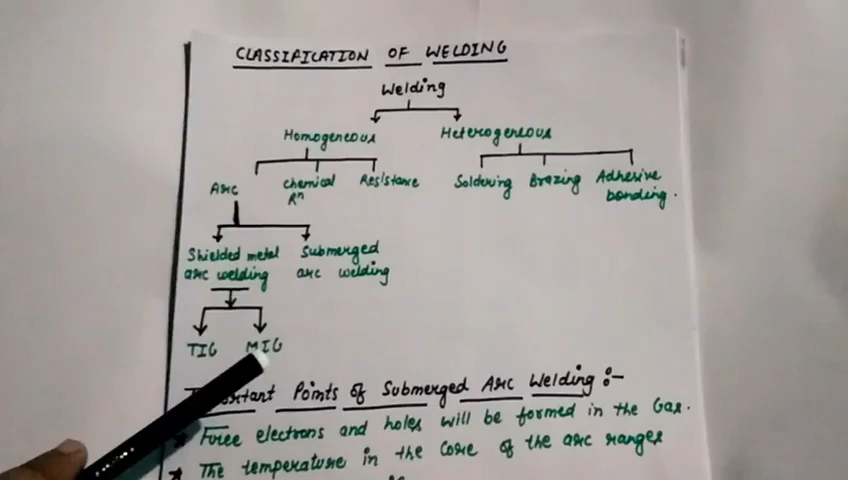 CLASSIFICATION OF WELDING
Welding
Homogeneous Heterogeneous
Arc Chemical Rⁿ Resistance Soldering Brazing Adhesive bonding.
Shielded metal arc welding Submerged arc welding
TIG MIG
Points of Submerged Arc Welding :-
Free electrons and holes will be formed in the Gas.
* The temperature in the Core of the arc ranges